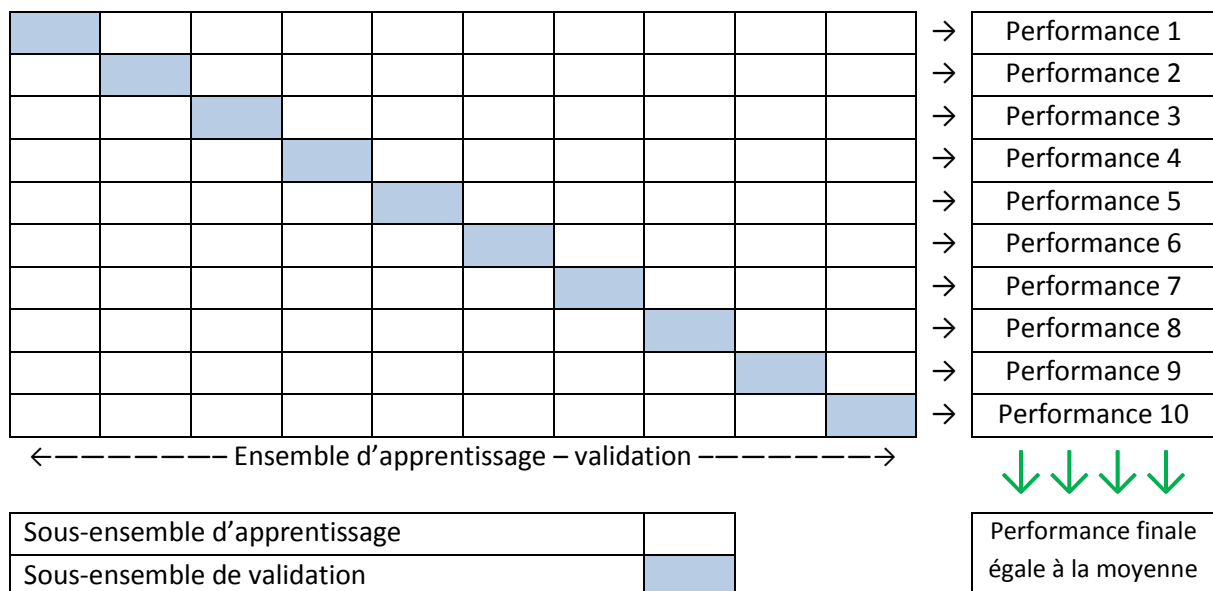 → Performance 1
→ Performance 2
→ Performance 3
→ Performance 4
→ Performance 5
→ Performance 6
→ Performance 7
→ Performance 8
→ Performance 9
→ Performance 10
←––––––– Ensemble d’apprentissage – validation –––––––→
Sous-ensemble d’apprentissage
Sous-ensemble de validation
Performance finale
égale à la moyenne